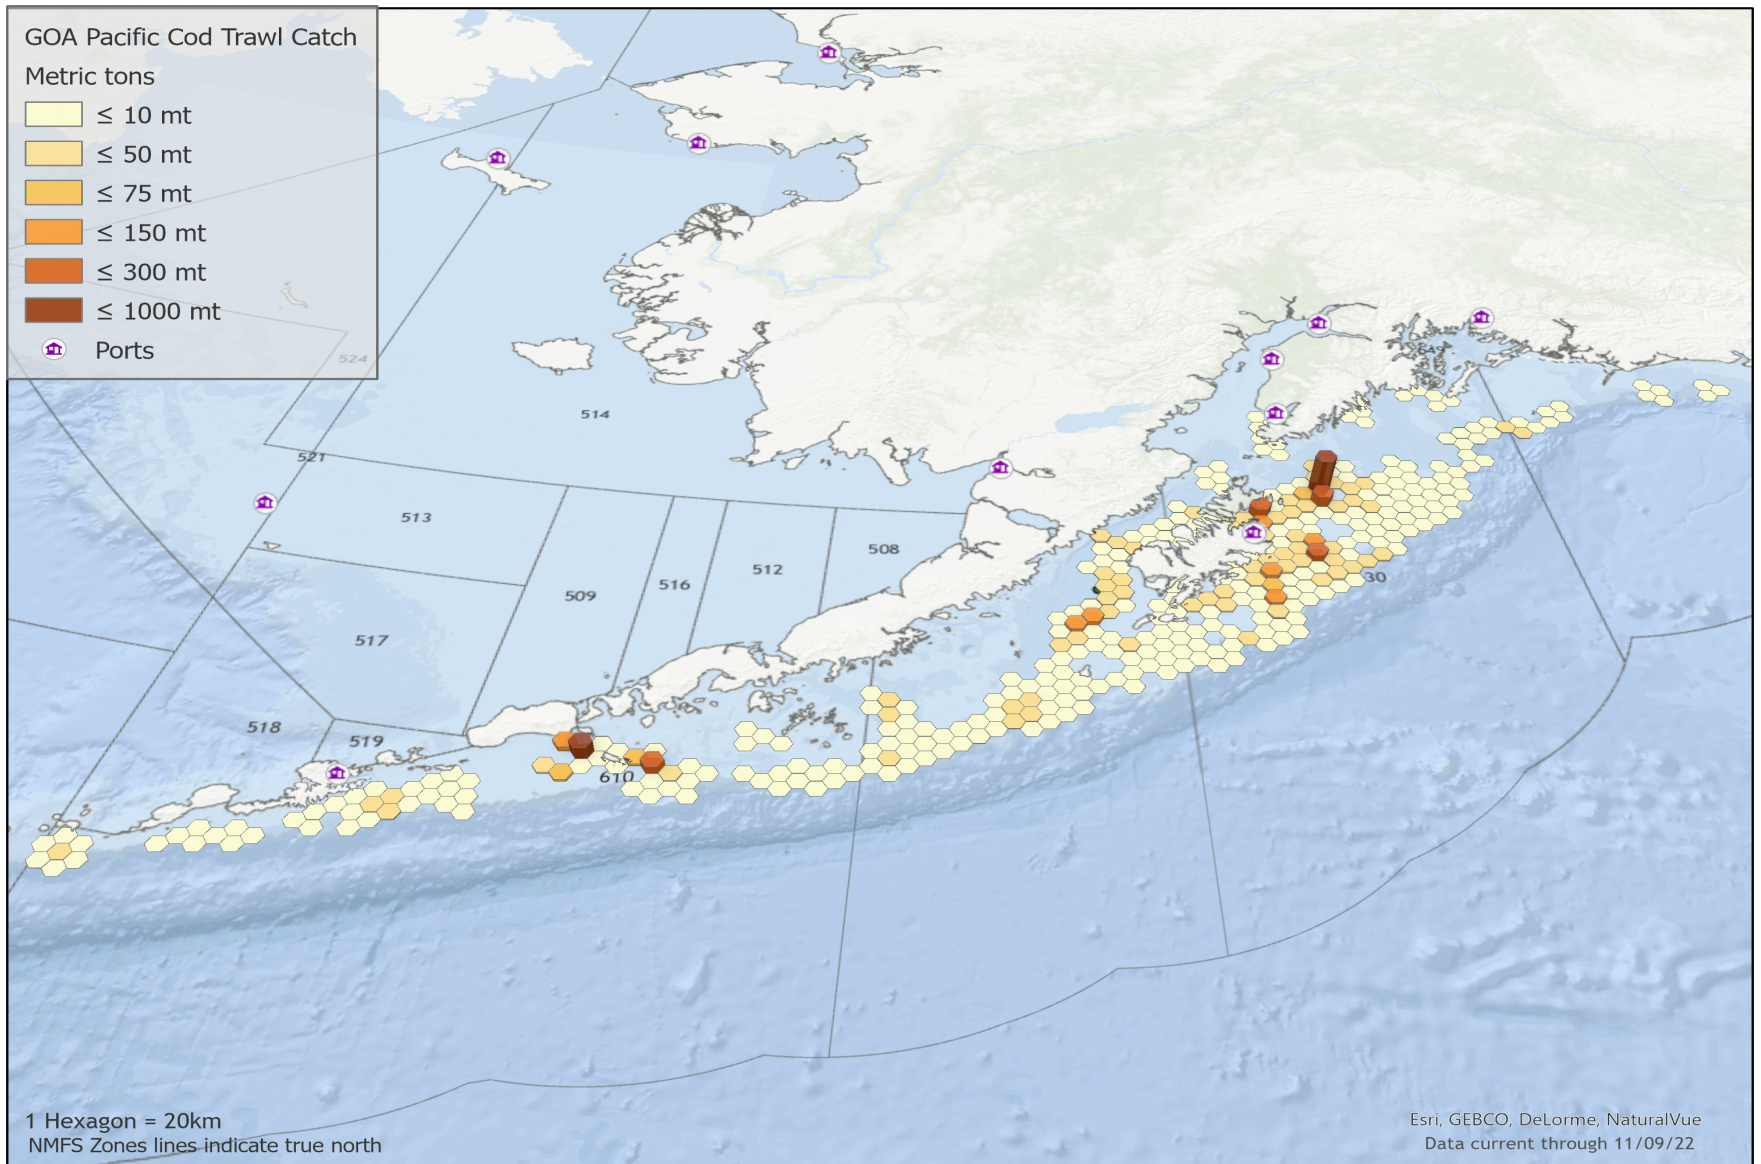 GOA Pacific Cod Trawl Catch
Metric tons
≤ 10 mt
≤ 50 mt
≤ 75 mt
≤ 150 mt
≤ 300 mt
≤ 1000 mt
Ports
524
514
521
513
508
512
516
509
30
517
518
519
610
1 Hexagon = 20km
NMFS Zones lines indicate true north
Esri, GEBCO, DeLorme, NaturalVue
Data current through 11/09/22